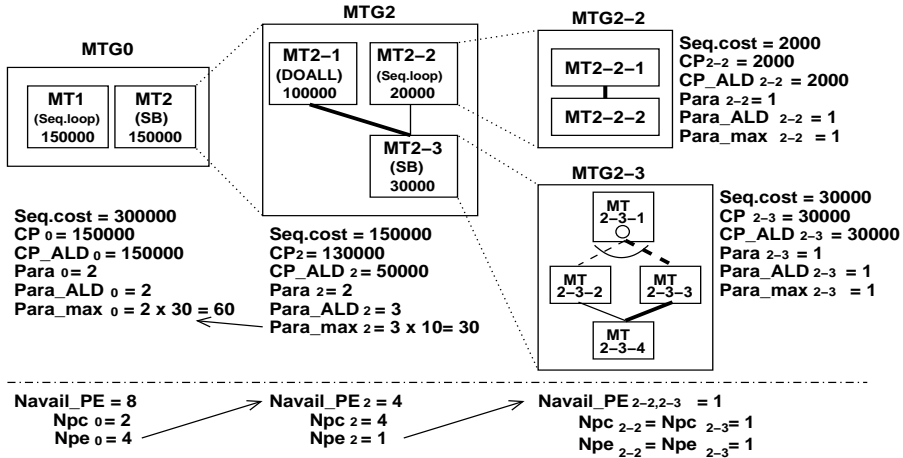 MTG0
MT1
(Seq.loop)
150000
MT2
(SB)
150000
Seq.cost = 300000
CP 0 = 150000
CP_ALD 0 = 150000
Para 0 = 2
Para_ALD 0 = 2
Para_max 0 = 2 x 30 = 60
MTG2
MT2-1
(DOALL)
100000
MT2-2
(Seq.loop)
20000
MT2-3
(SB)
30000
Seq.cost = 150000
CP2 = 130000
CP_ALD 2 = 50000
Para 2 = 2
Para_ALD 2 = 3
Para_max 2 = 3 x 10= 30
MTG2-2
MT2-2-1
MT2-2-2
Seq.cost = 2000
CP2-2 = 2000
CP_ALD 2-2 = 2000
Para 2-2 = 1
Para_ALD 2-2 = 1
Para_max 2-2 = 1
MTG2-3
MT
2-3-1
MT
2-3-2
MT
2-3-3
MT
2-3-4
Seq.cost = 30000
CP 2-3 = 30000
CP_ALD 2-3 = 30000
Para 2-3 = 1
Para_ALD 2-3 = 1
Para_max 2-3 = 1
Navail_PE = 8
Npc 0 = 2
Npe 0 = 4
Navail_PE 2 = 4
Npc 2 = 4
Npe 2 = 1
Navail_PE 2-2,2-3 = 1
Npc 2-2 = Npc 2-3 = 1
Npe 2-2 = Npe 2-3 = 1